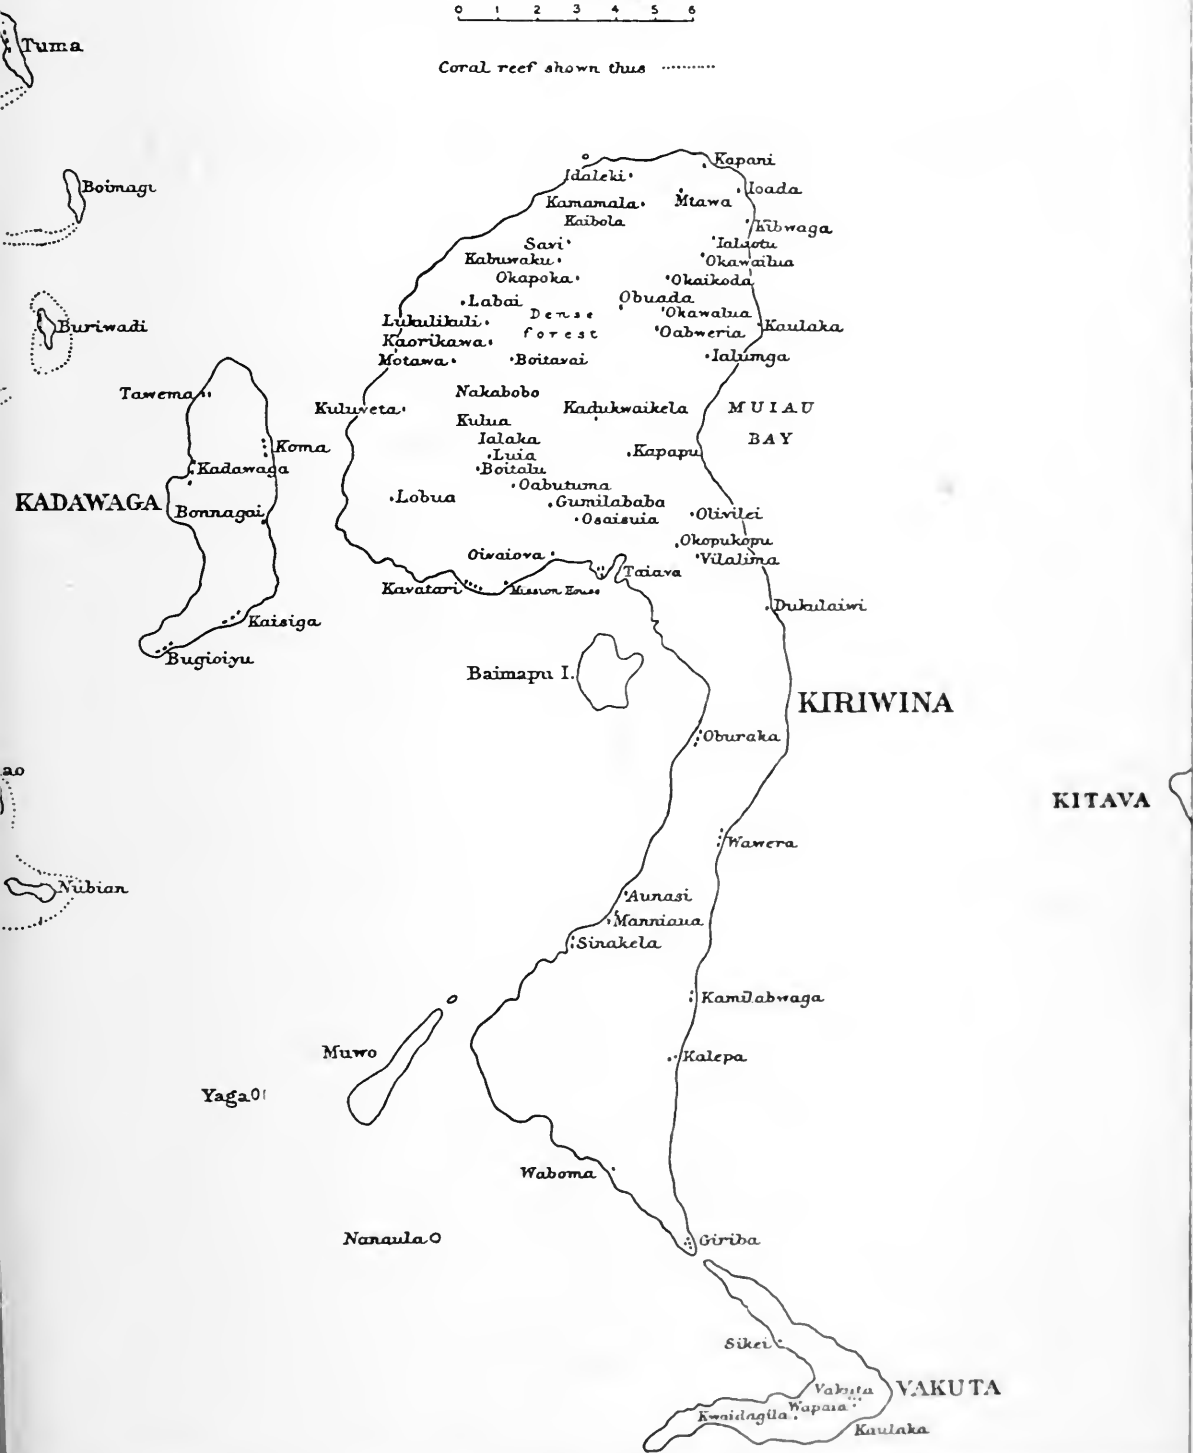 0 1 2 3 4 5 6
Coral reef shown thus
Tuma
Boimagi
Buriwadi
Kapani
Idaleki
Ioada
Kamamala
Mtawa
Kaibola
Kibwaga
Savi
Kabuwaku
Okawailua
Okapoka
Okaikoda
Labai
Obuada
Dense
forest
Okawalua
Lukulikuli
Kaulaka
Oabweria
Kaorikawa
Motawa
Boitavai
Ialumga
Tawema
Nakabobo
Kuluveta
Kadukwaikela
MUIAU
BAY
Kulua
Ialaka
Koma
Luia
Kapapu
Boitalu
Kadawaga
Oabutuma
KADAWAGA
Lobua
Gumilababa
Bonnagai
Osaisuia
Olivilei
Okopukopu
Oivaiova
Vilalima
Taiava
Kavatari
Mission House
Dukulaiwi
Kaisiga
Bugioiyu
Baimapu I.
KIRIWINA
Oburaka
ao
KITAVA
Wawera
Nubian
Aunasi
Manniaua
Sinakela
Kamilabwaga
Muwo
Kalepa
Yaga
Waboma
Nanaula
Giriba
Sikei
Vakuta
VAKUTA
Wapaia
Kwaidagila
Kaulaka